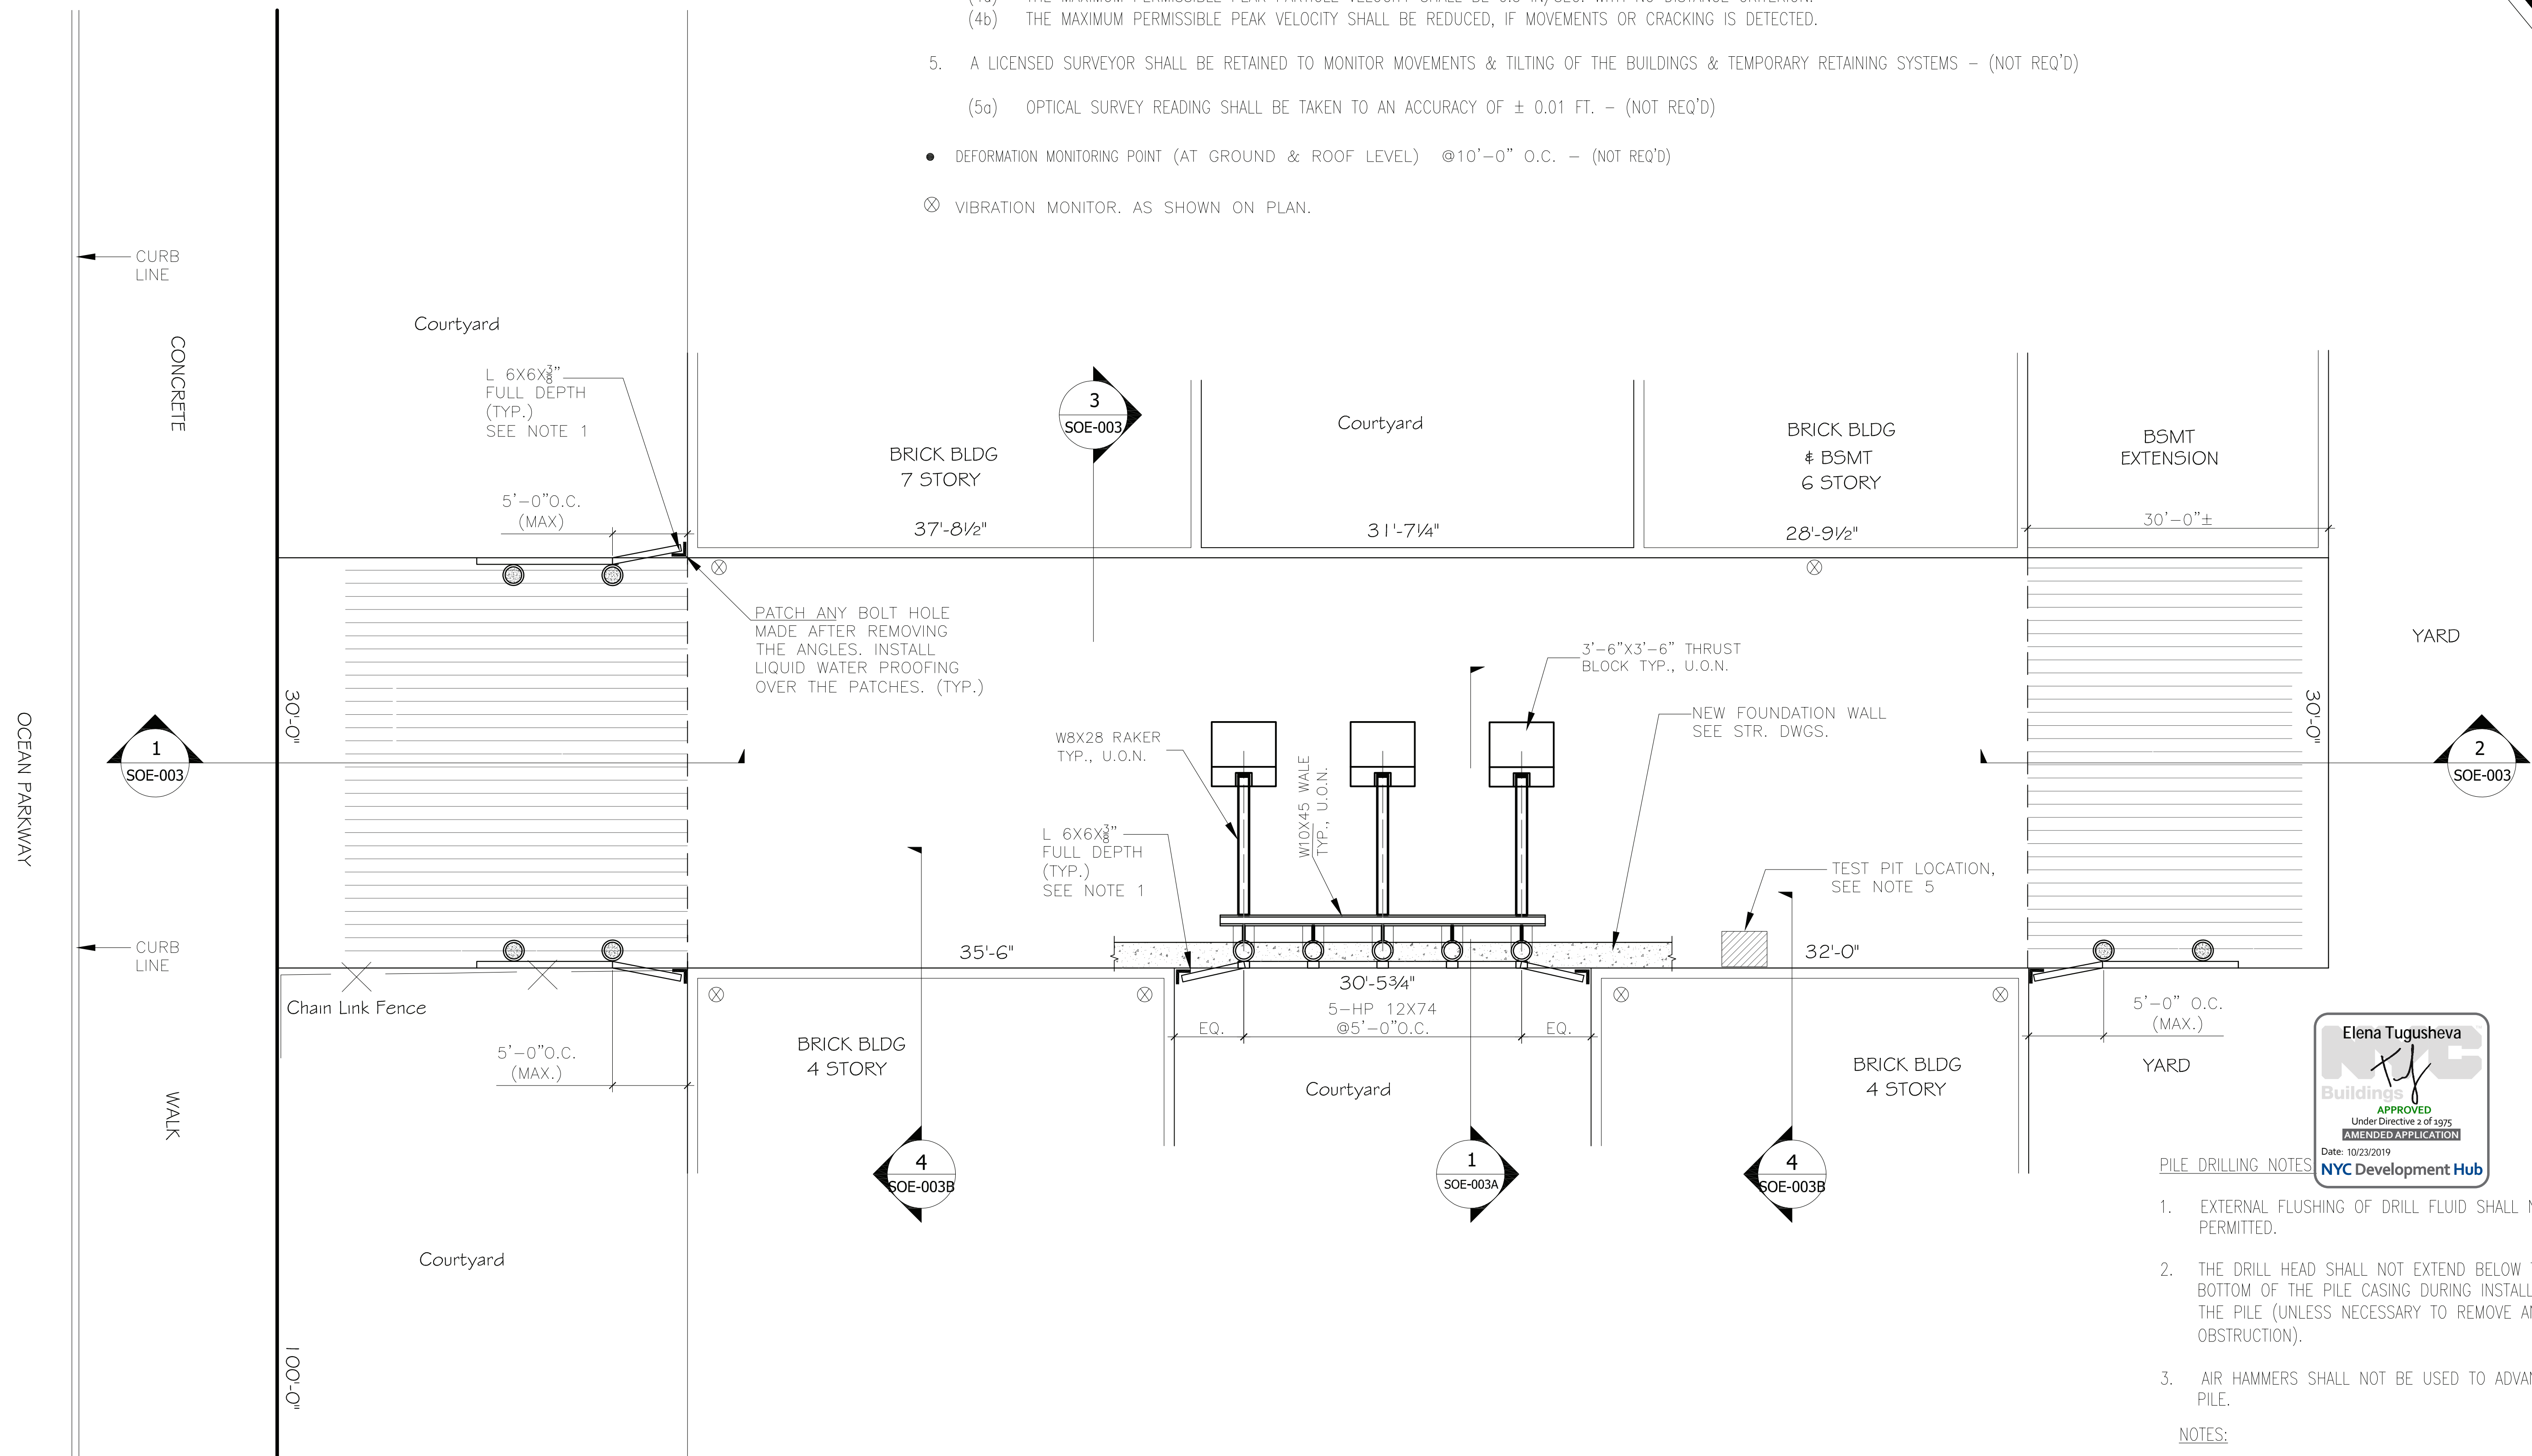 (4b) THE MAXIMUM PERMISSIBLE PEAK VELOCITY SHALL BE REDUCED, IF MOVEMENTS OR CRACKING IS DETECTED.
5. A LICENSED SURVEYOR SHALL BE RETAINED TO MONITOR MOVEMENTS & TILTING OF THE BUILDINGS & TEMPORARY RETAINING SYSTEMS – (NOT REQ'D)
(5a) OPTICAL SURVEY READING SHALL BE TAKEN TO AN ACCURACY OF ± 0.01 FT. – (NOT REQ'D)
● DEFORMATION MONITORING POINT (AT GROUND & ROOF LEVEL) @10'–0" O.C. – (NOT REQ'D)
⊗ VIBRATION MONITOR. AS SHOWN ON PLAN.
CURB
LINE
CONCRETE
Courtyard
L 6X6X3/8"
FULL DEPTH
(TYP.)
SEE NOTE 1
5'–0"O.C.
(MAX)
BRICK BLDG
7 STORY
37'-8½"
3
SOE-003
Courtyard
31'-7¼"
BRICK BLDG
& BSMT
6 STORY
28'-9½"
BSMT
EXTENSION
30'–0"±
YARD
PATCH ANY BOLT HOLE
MADE AFTER REMOVING
THE ANGLES. INSTALL
LIQUID WATER PROOFING
OVER THE PATCHES. (TYP.)
3'–6"X3'–6" THRUST
BLOCK TYP., U.O.N.
NEW FOUNDATION WALL
SEE STR. DWGS.
W8X28 RAKER
TYP., U.O.N.
W10X45 WALE
TYP., U.O.N.
30'-0"
30'-0"
OCEAN PARKWAY
1
SOE-003
2
SOE-003
L 6X6X3/8"
FULL DEPTH
(TYP.)
SEE NOTE 1
TEST PIT LOCATION,
SEE NOTE 5
CURB
LINE
35'-6"
32'-0"
30'-5¾"
5–HP 12X74
@5'–0"O.C.
EQ.
EQ.
Chain Link Fence
5'–0"O.C.
(MAX.)
BRICK BLDG
4 STORY
Courtyard
BRICK BLDG
4 STORY
5'–0" O.C.
(MAX.)
YARD
WALK
4
SOE-003B
1
SOE-003A
4
SOE-003B
Courtyard
100'-0"
Elena Tugusheva
NYC
Buildings
APPROVED
Under Directive 2 of 1975
AMENDED APPLICATION
Date: 10/23/2019
NYC Development Hub
PILE DRILLING NOTES
1. EXTERNAL FLUSHING OF DRILL FLUID SHALL
PERMITTED.
2. THE DRILL HEAD SHALL NOT EXTEND BELOW
BOTTOM OF THE PILE CASING DURING
THE PILE (UNLESS NECESSARY TO REMOVE
OBSTRUCTION).
3. AIR HAMMERS SHALL NOT BE USED TO
PILE.
NOTES: